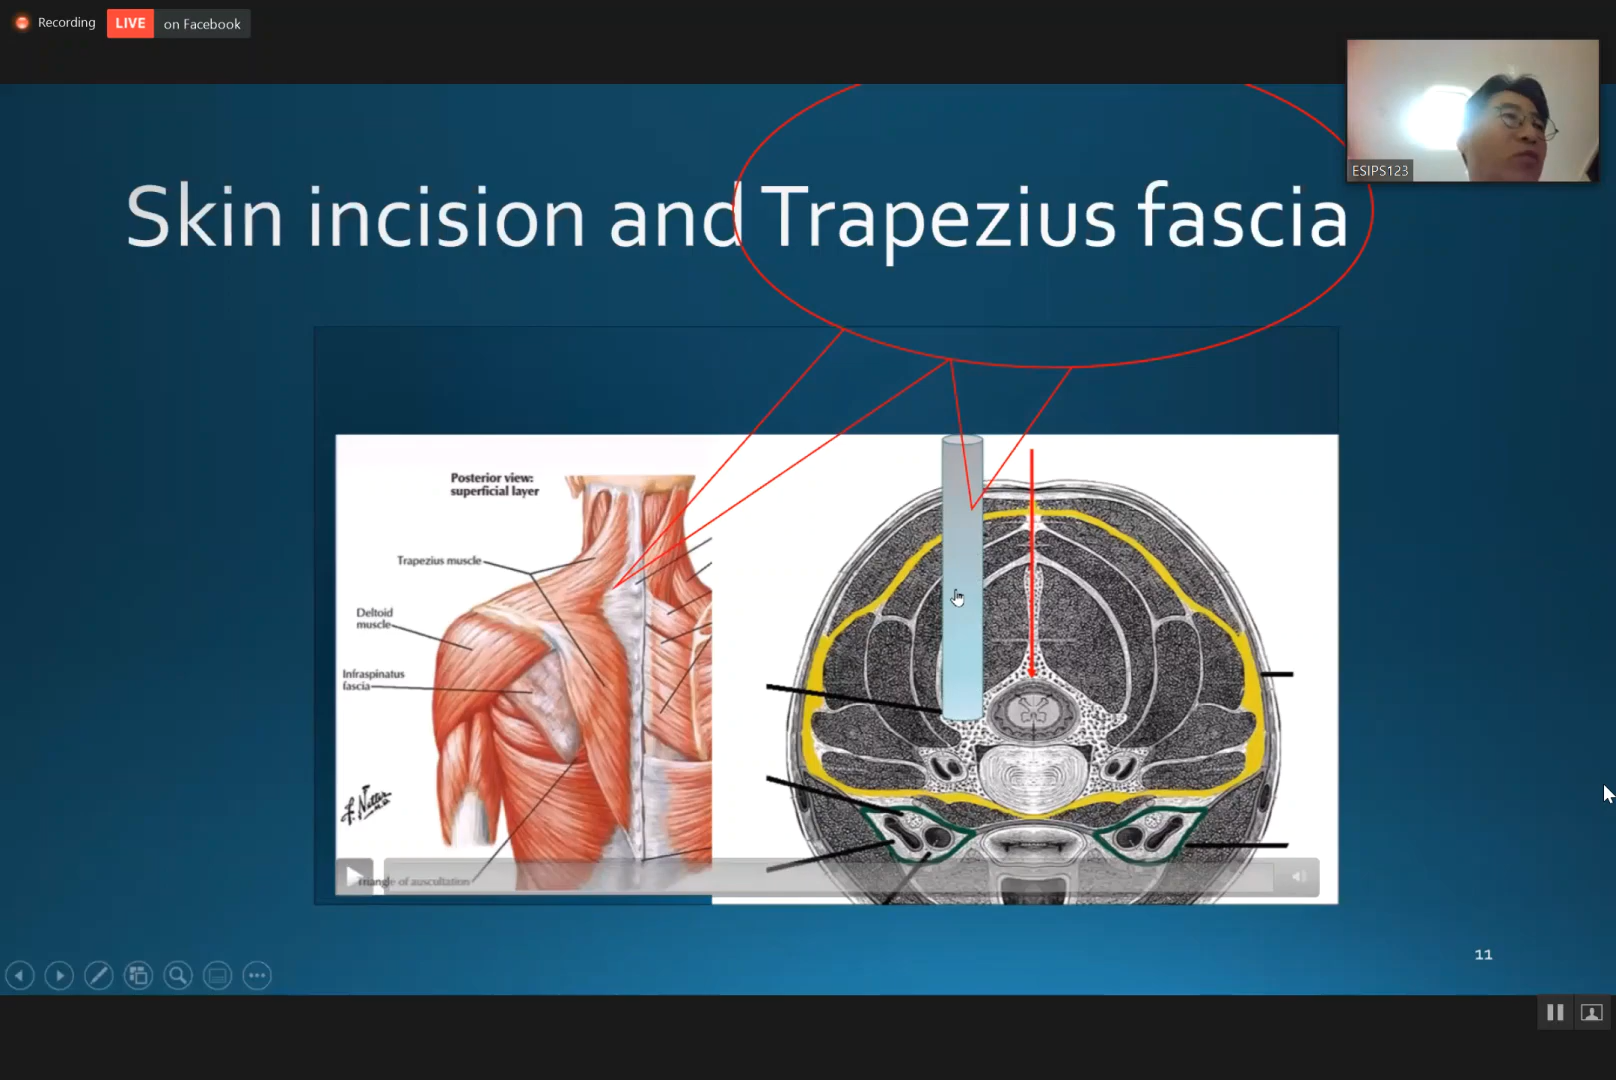 Recording
LIVE on Facebook
ESIPS123
Skin incision and Trapezius fascia
Posterior view:
superficial layer
Trapezius muscle
Deltoid
muscle
Infraspinatus
fascia
Triangle of auscultation
11